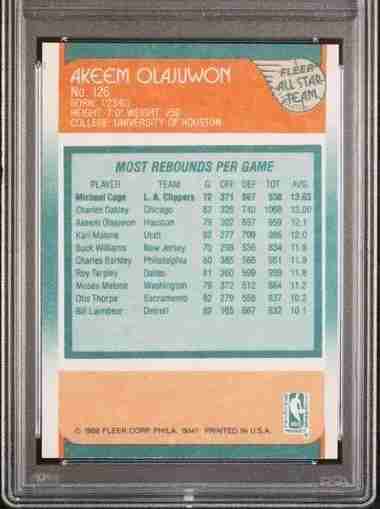 AKEEM OLAJUWON
No. 126
HEIGHT: 7'0" WEIGHT: 250
COLLEGE: UNIVERSITY OF HOUSTON
FLEER
ALL STAR
TEAM
MOST REBOUNDS PER GAME
PLAYER TEAM G OFF DEF TOT AVG.
Michael Cage L. A. Clippers 72 371 567 938 13.03
Charles Oakley Chicago 82 326 740 1066 13.00
Akeem Olajuwon Houston 79 302 657 959 12.1
Karl Malone Utah 82 277 709 986 12.0
Buck Williams New Jersey 70 298 536 834 11.9
Charles Barkley Philadelphia 80 385 566 951 11.9
Roy Tarpley Dallas 81 360 599 959 11.8
Moses Malone Washington 79 372 512 884 11.2
Otis Thorpe Sacramento 82 279 558 837 10.2
Bill Laimbeer Detroit 82 165 667 832 10.1
© 1988 FLEER CORP. PHILA. 19141 PRINTED IN U.S.A.
NBA